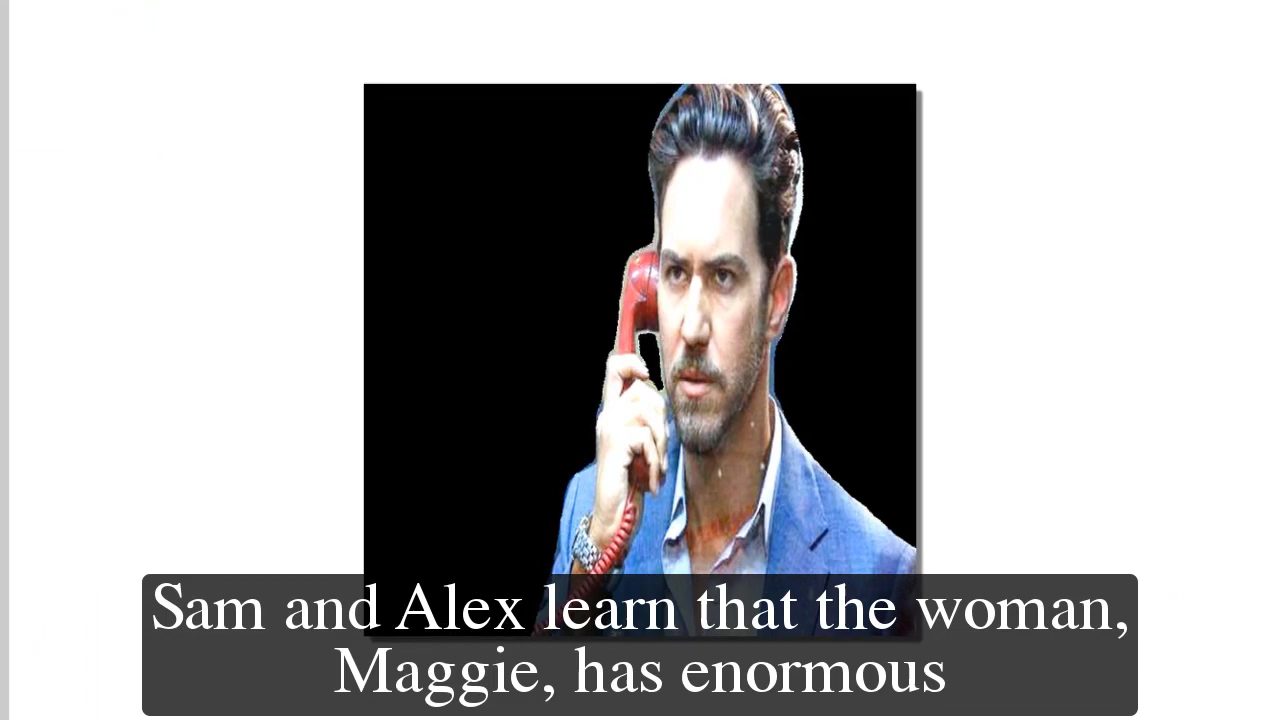 Sam and Alex learn that the woman,
Maggie, has enormous